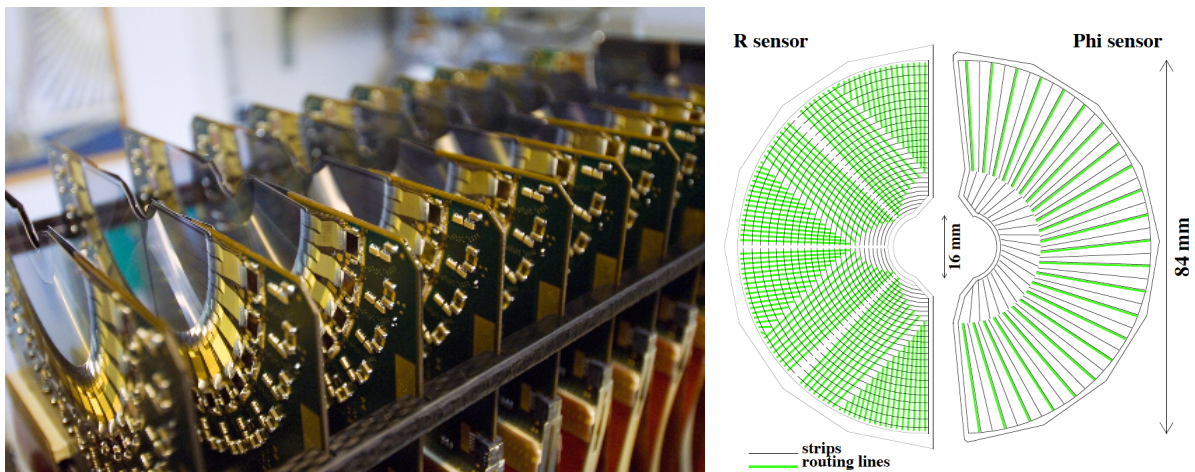 R sensor
Phi sensor
16 mm
84 mm
strips
routing lines